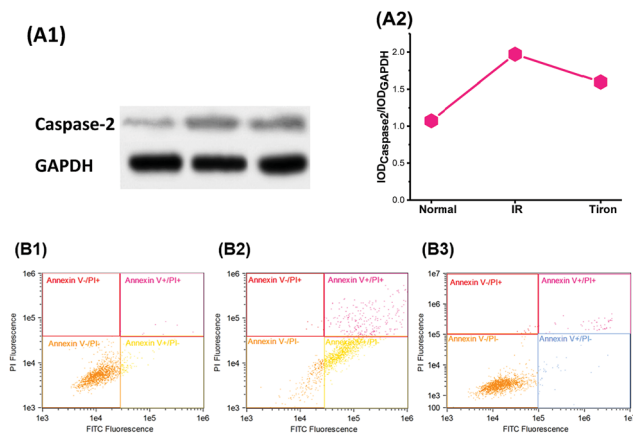 (A1)
Caspase-2
GAPDH
(A2)
IODCaspase2/IODGAPDH
2.0
1.5
1.0
0.5
0.0
Normal IR Tiron
(B1)
1e6
1e5
1e4
1e3
PI Fluorescence
Annexin V-/PI+ Annexin V+/PI+
Annexin V-/PI- Annexin V+/PI-
1e3 1e4 1e5 1e6
FITC Fluorescence
(B2)
1e6
1e5
1e4
1e3
PI Fluorescence
Annexin V-/PI+ Annexin V+/PI+
Annexin V-/PI- Annexin V+/PI-
1e3 1e4 1e5 1e6
FITC Fluorescence
(B3)
1e7
1e6
1e5
1e4
1e3
100
PI Fluorescence
Annexin V-/PI+ Annexin V+/PI+
Annexin V-/PI- Annexin V+/PI-
1e3 1e4 1e5 1e6 1e7
FITC Fluorescence